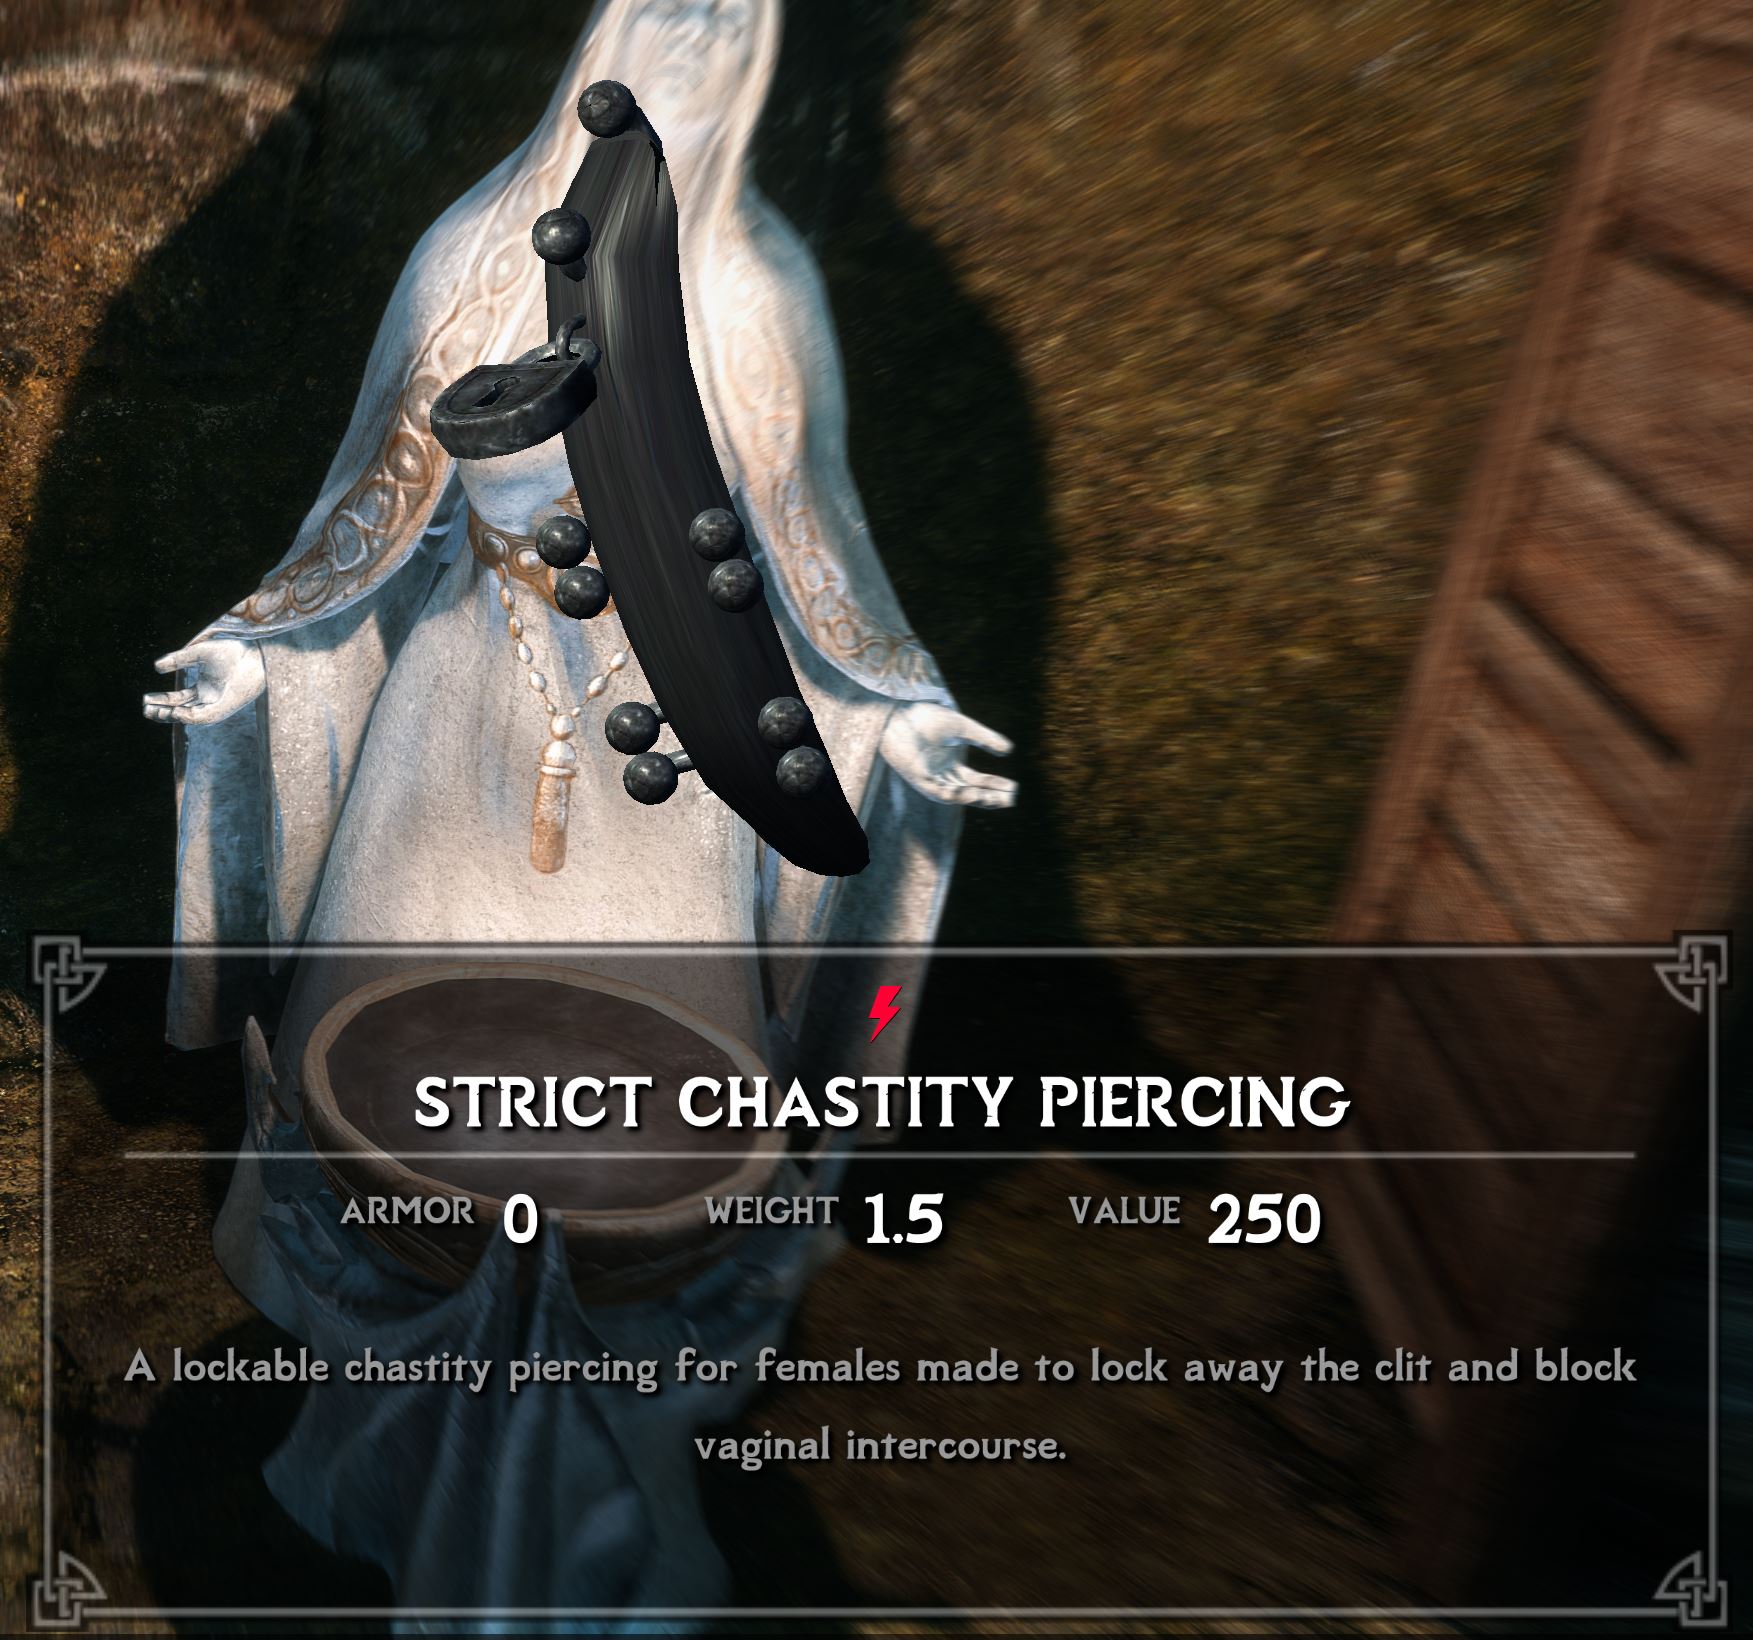 STRICT CHASTITY PIERCING
ARMOR 0 WEIGHT 1.5 VALUE 250
A lockable chastity piercing for females made to lock away the clit and block
vaginal intercourse.